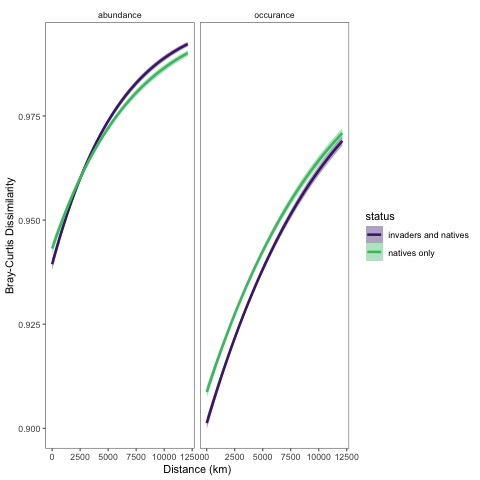 abundance
occurance
0.975
0.950
0.925
0.900
Bray-Curtis Dissimilarity
0 2500 5000 7500 10000 12500
0 2500 5000 7500 10000 12500
Distance (km)
status
invaders and natives
natives only